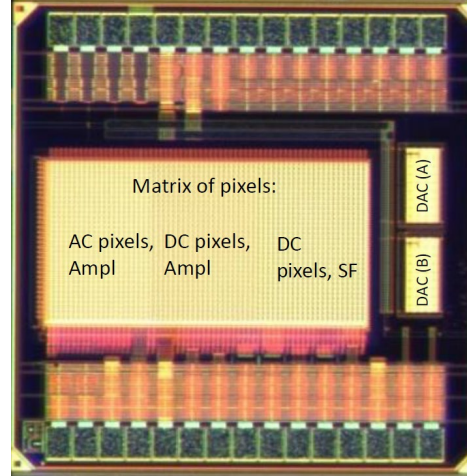 Matrix of pixels:
AC pixels, DC pixels, DC
Ampl Ampl pixels, SF
DAC (A)
DAC (B)